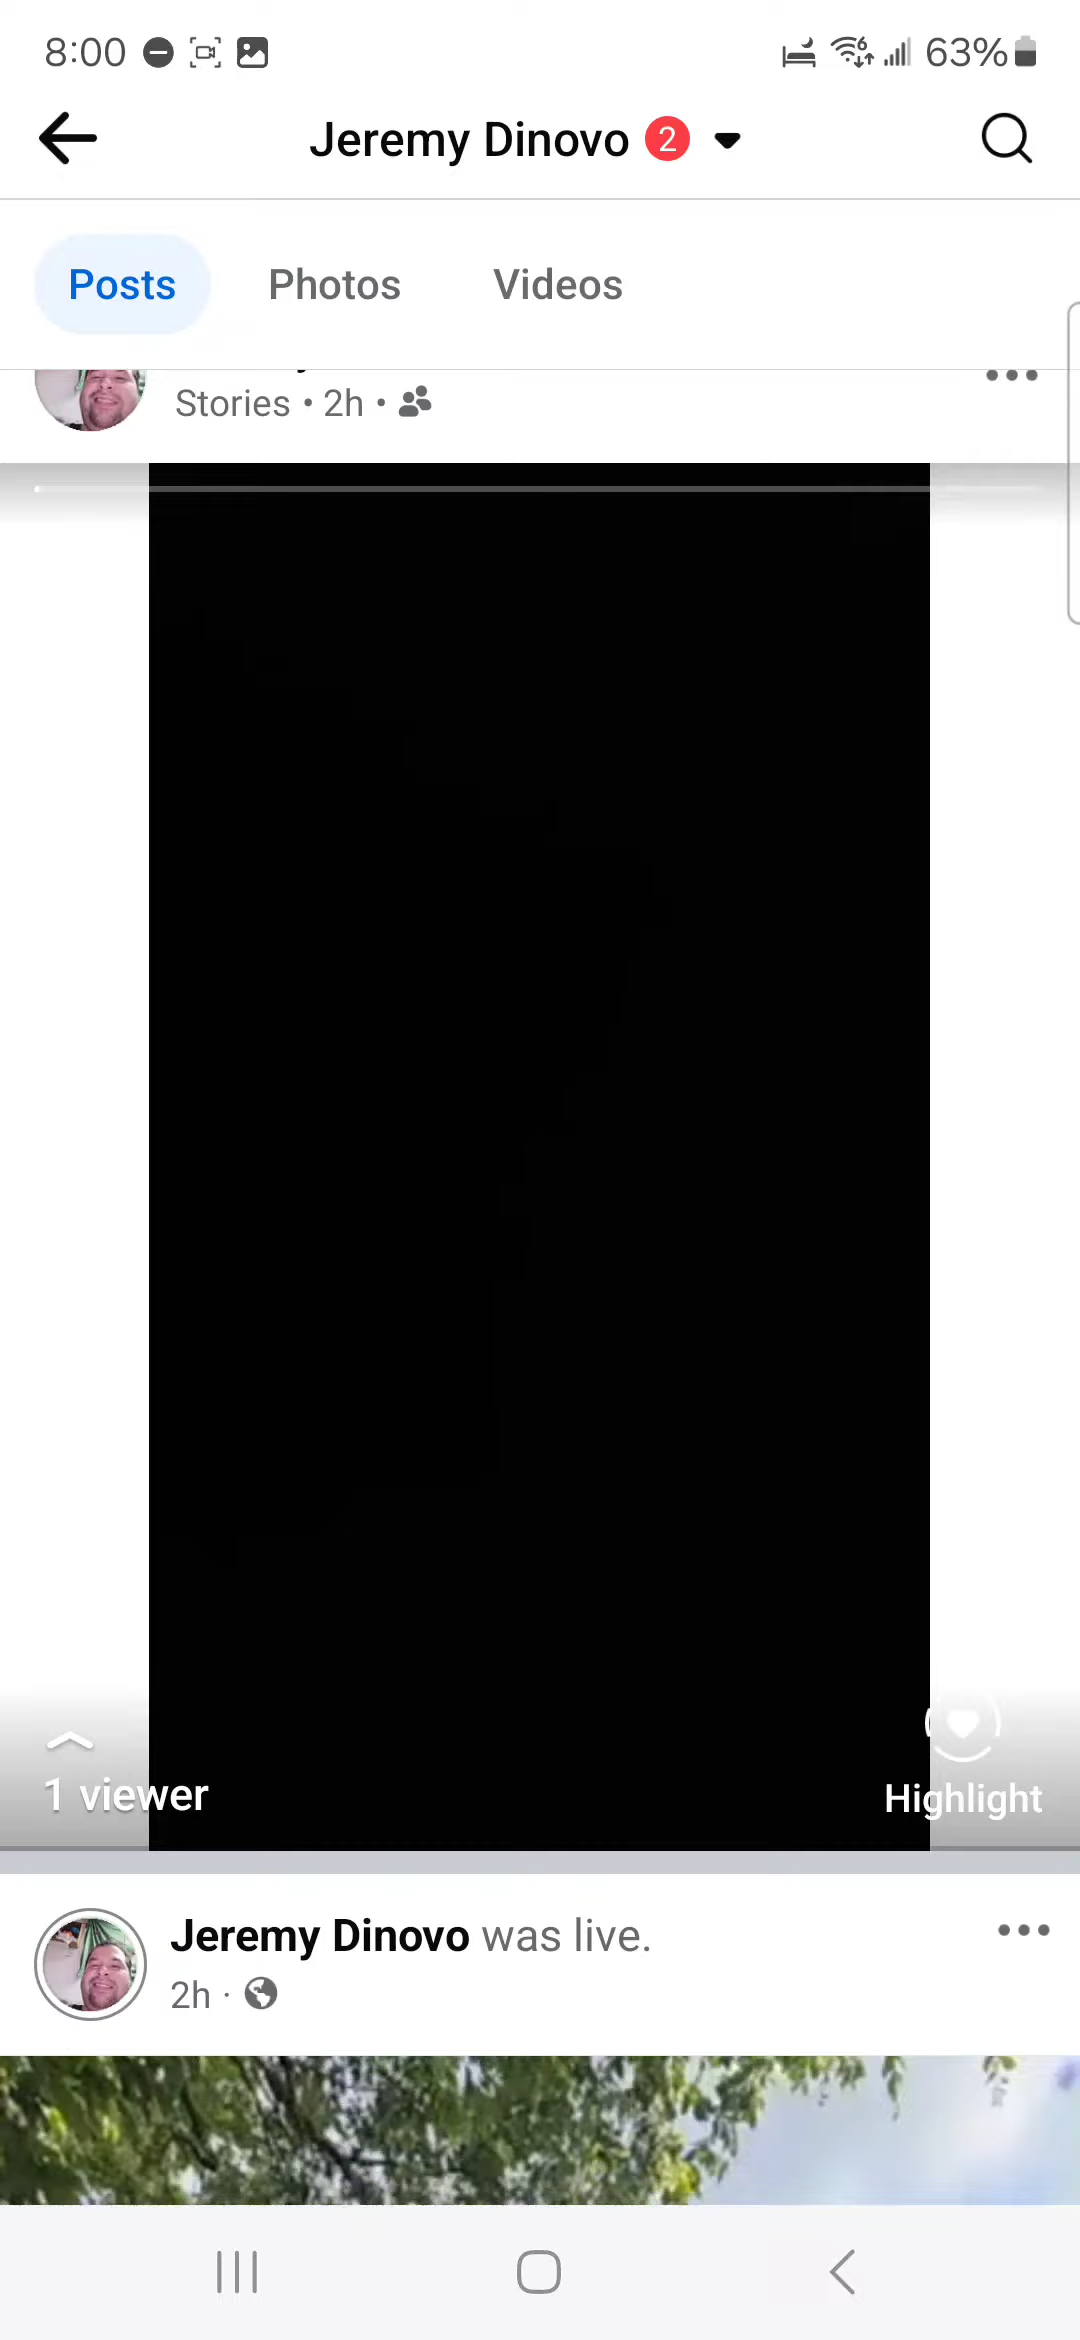 8:00 63%
Jeremy Dinovo 2
Posts Photos Videos
Stories • 2h •
1 viewer
Highlight
Jeremy Dinovo was live.
2h ·